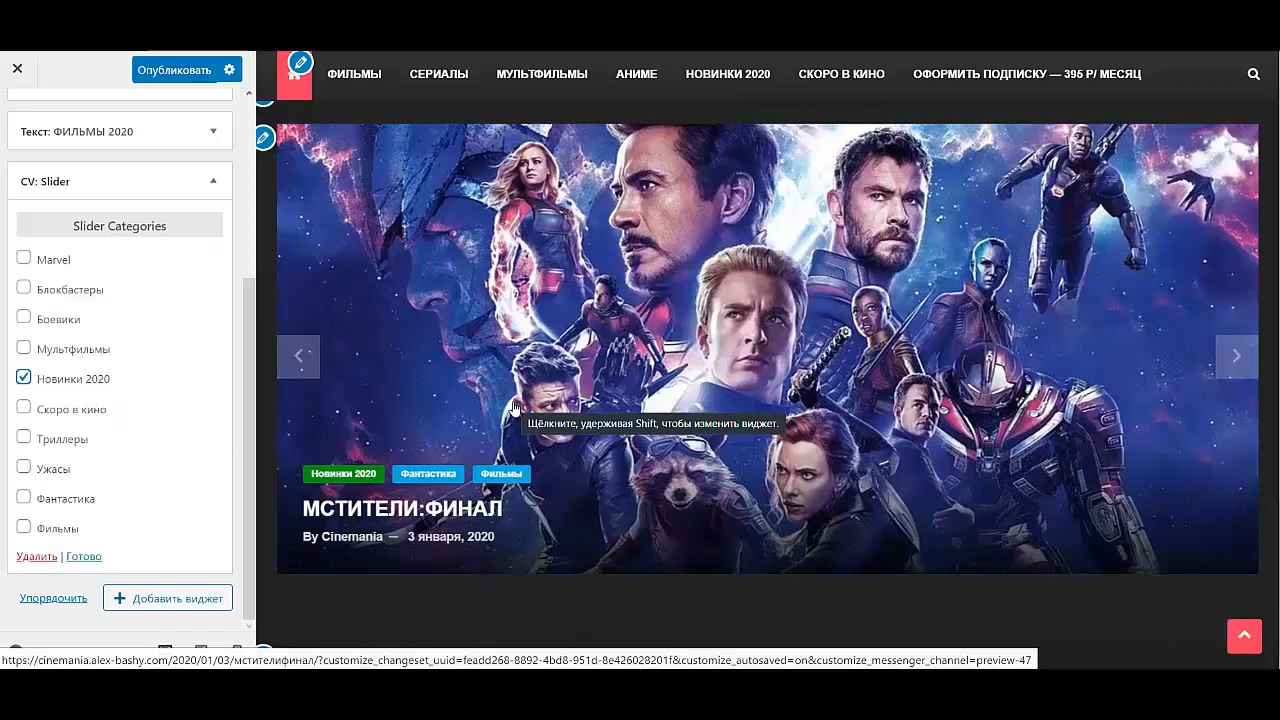 Опубликовать
Текст: ФИЛЬМЫ 2020
CV: Slider
Slider Categories
Marvel
Блокбастеры
Боевики
Мультфильмы
Новинки 2020
Скоро в кино
Триллеры
Ужасы
Фантастика
Фильмы
Удалить | Готово
Упорядочить
Добавить виджет
ФИЛЬМЫ СЕРИАЛЫ МУЛЬТФИЛЬМЫ АНИМЕ НОВИНКИ 2020 СКОРО В КИНО ОФОРМИТЬ ПОДПИСКУ — 395 Р/ МЕСЯЦ
Щёлкните, удерживая Shift, чтобы изменить виджет.
Новинки 2020 Фантастика Фильмы
МСТИТЕЛИ:ФИНАЛ
By Cinemania — 3 января, 2020
https://cinemania.alex-bashy.com/2020/01/03/мстителифинал/?customize_changeset_uuid=feadd268-8892-4bd8-951d-8e426028201f&customize_autosaved=on&customize_messenger_channel=preview-47